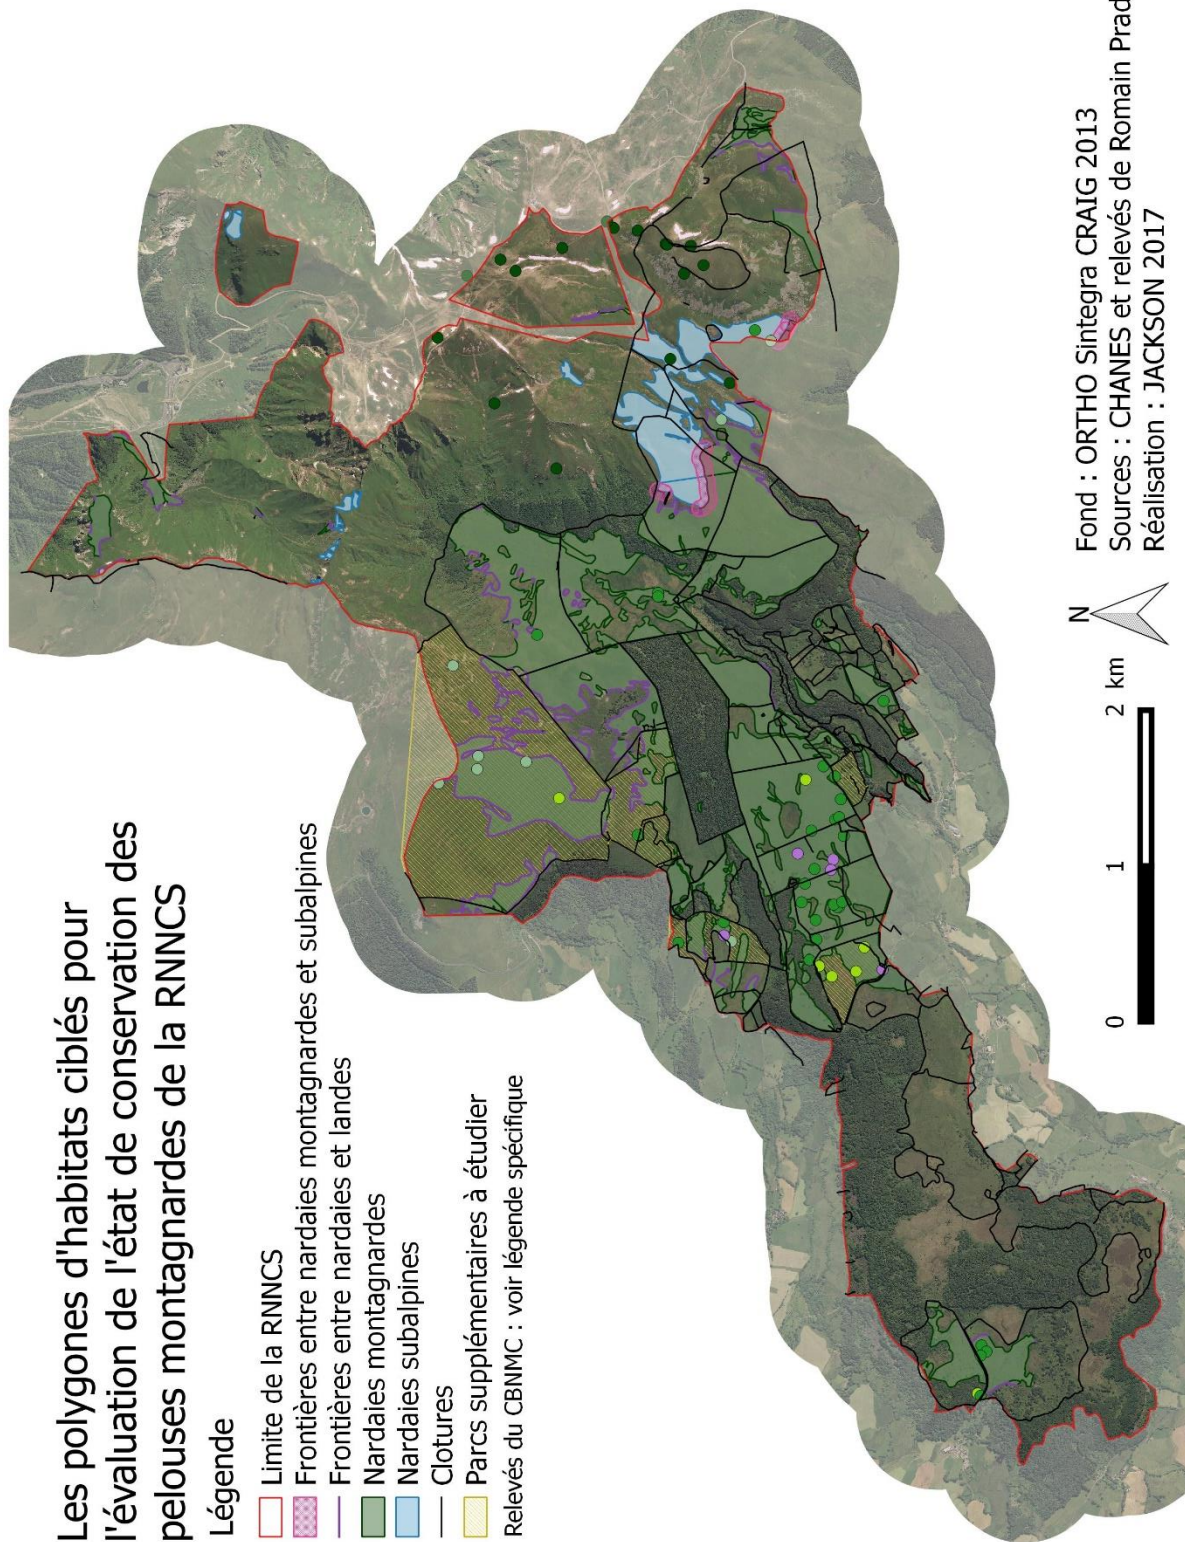 Les polygones d'habitats ciblés pour
l'évaluation de l'état de conservation des
pelouses montagnardes de la RNNCS
Légende
Limite de la RNNCS
Frontières entre nardaies montagnardes et subalpines
Frontières entre nardaies et landes
Nardaies montagnardes
Nardaies subalpines
Clotures
Parcs supplémentaires à étudier
Relevés du CBNMC : voir légende spécifique
0 1 2 km
N
Fond : ORTHO Sintegra CRAIG 2013
Sources : CHANES et relevés de Romain Prad
Réalisation : JACKSON 2017